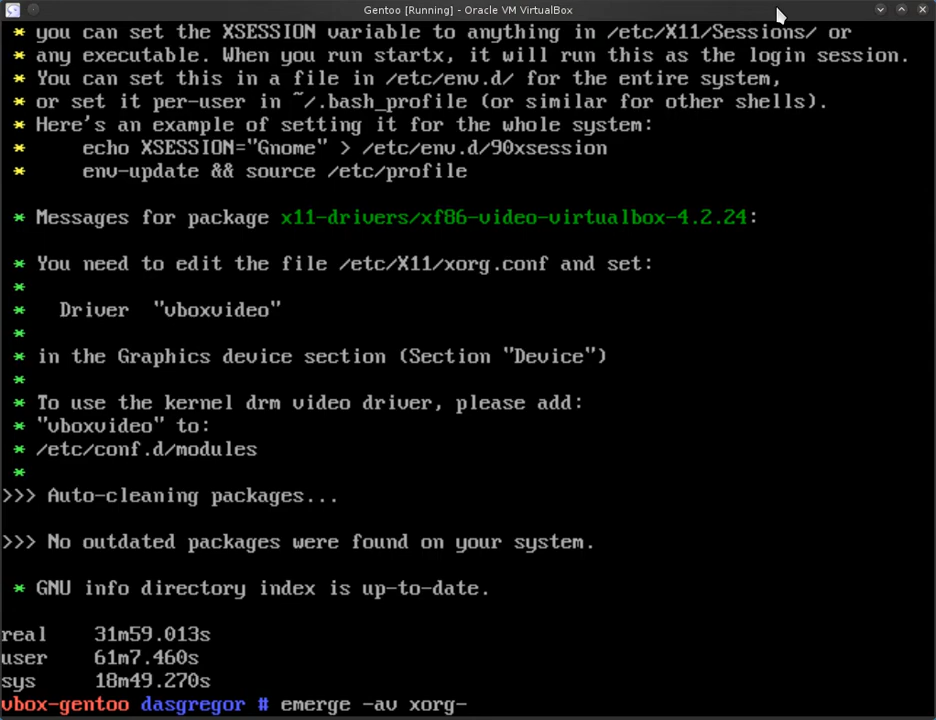 Gentoo [Running] - Oracle VM VirtualBox
* you can set the XSESSION variable to anything in /etc/X11/Sessions/ or
* any executable. When you run startx, it will run this as the login session.
* You can set this in a file in /etc/env.d/ for the entire system,
* or set it per-user in ~/.bash_profile (or similar for other shells).
* Here's an example of setting it for the whole system:
*     echo XSESSION="Gnome" > /etc/env.d/90xsession
*     env-update && source /etc/profile
* Messages for package x11-drivers/xf86-video-virtualbox-4.2.24:
* You need to edit the file /etc/X11/xorg.conf and set:
*
*   Driver  "vboxvideo"
*
* in the Graphics device section (Section "Device")
*
* To use the kernel drm video driver, please add:
* "vboxvideo" to:
* /etc/conf.d/modules
*
>>> Auto-cleaning packages...
>>> No outdated packages were found on your system.
* GNU info directory index is up-to-date.
real    31m59.013s
user    61m7.460s
sys     18m49.270s
vbox-gentoo dasgregor # emerge -av xorg-